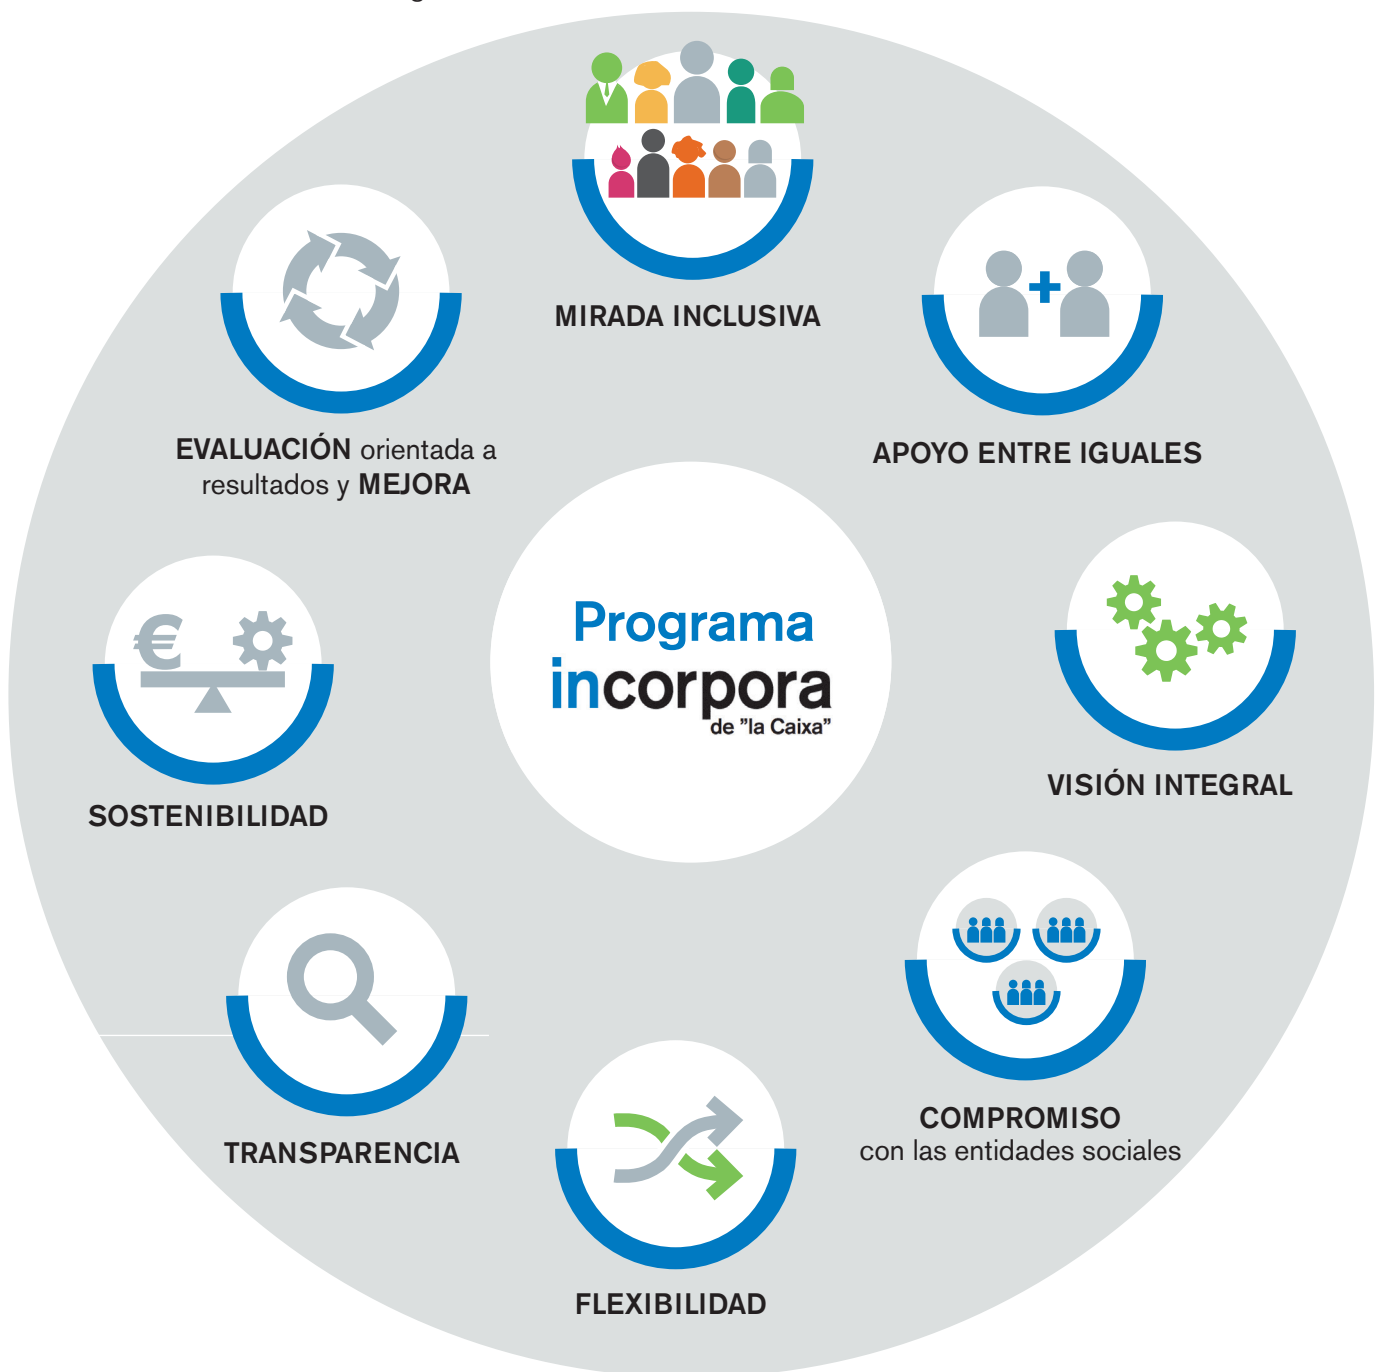 MIRADA INCLUSIVA
APOYO ENTRE IGUALES
VISIÓN INTEGRAL
COMPROMISO
con las entidades sociales
FLEXIBILIDAD
TRANSPARENCIA
SOSTENIBILIDAD
€
EVALUACIÓN orientada a
resultados y MEJORA
Programa
incorpora
de "la Caixa"